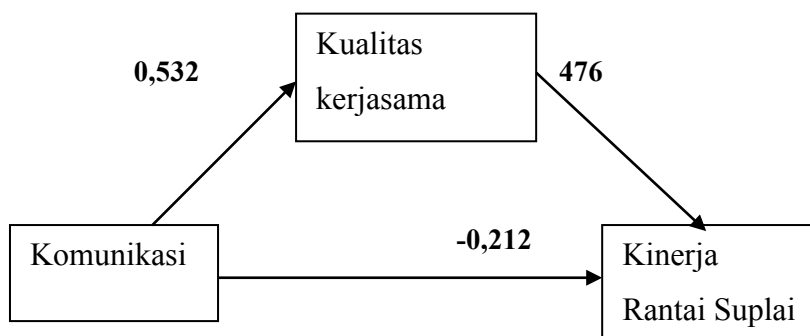 Kualitas
kerjasama
0,532
476
Komunikasi
-0,212
Kinerja
Rantai Suplai